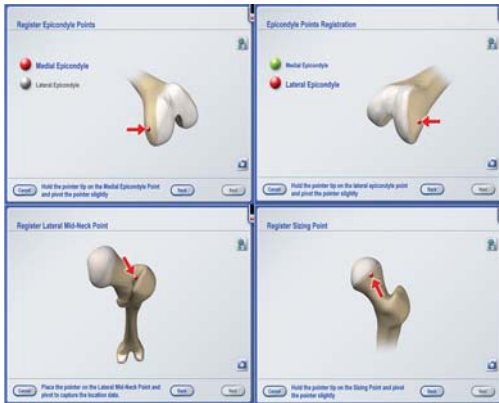 Register Epicondyle Points
Medial Epicondyle
Lateral Epicondyle
Cancel
Hold the pointer tip on the Medial Epicondyle Point
and pivot the pointer slightly
Back
Next
Epicondyle Points Registration
Medial Epicondyle
Lateral Epicondyle
Cancel
Hold the pointer tip on the lateral epicondyle point
and pivot the pointer slightly
Back
Next
Register Lateral Mid-Neck Point
Cancel
Place the pointer on the Lateral Mid-Neck Point and
pivot to capture the location data.
Back
Next
Register Sizing Point
Cancel
Hold the pointer tip on the Sizing Point and pivot
the pointer slightly
Back
Next